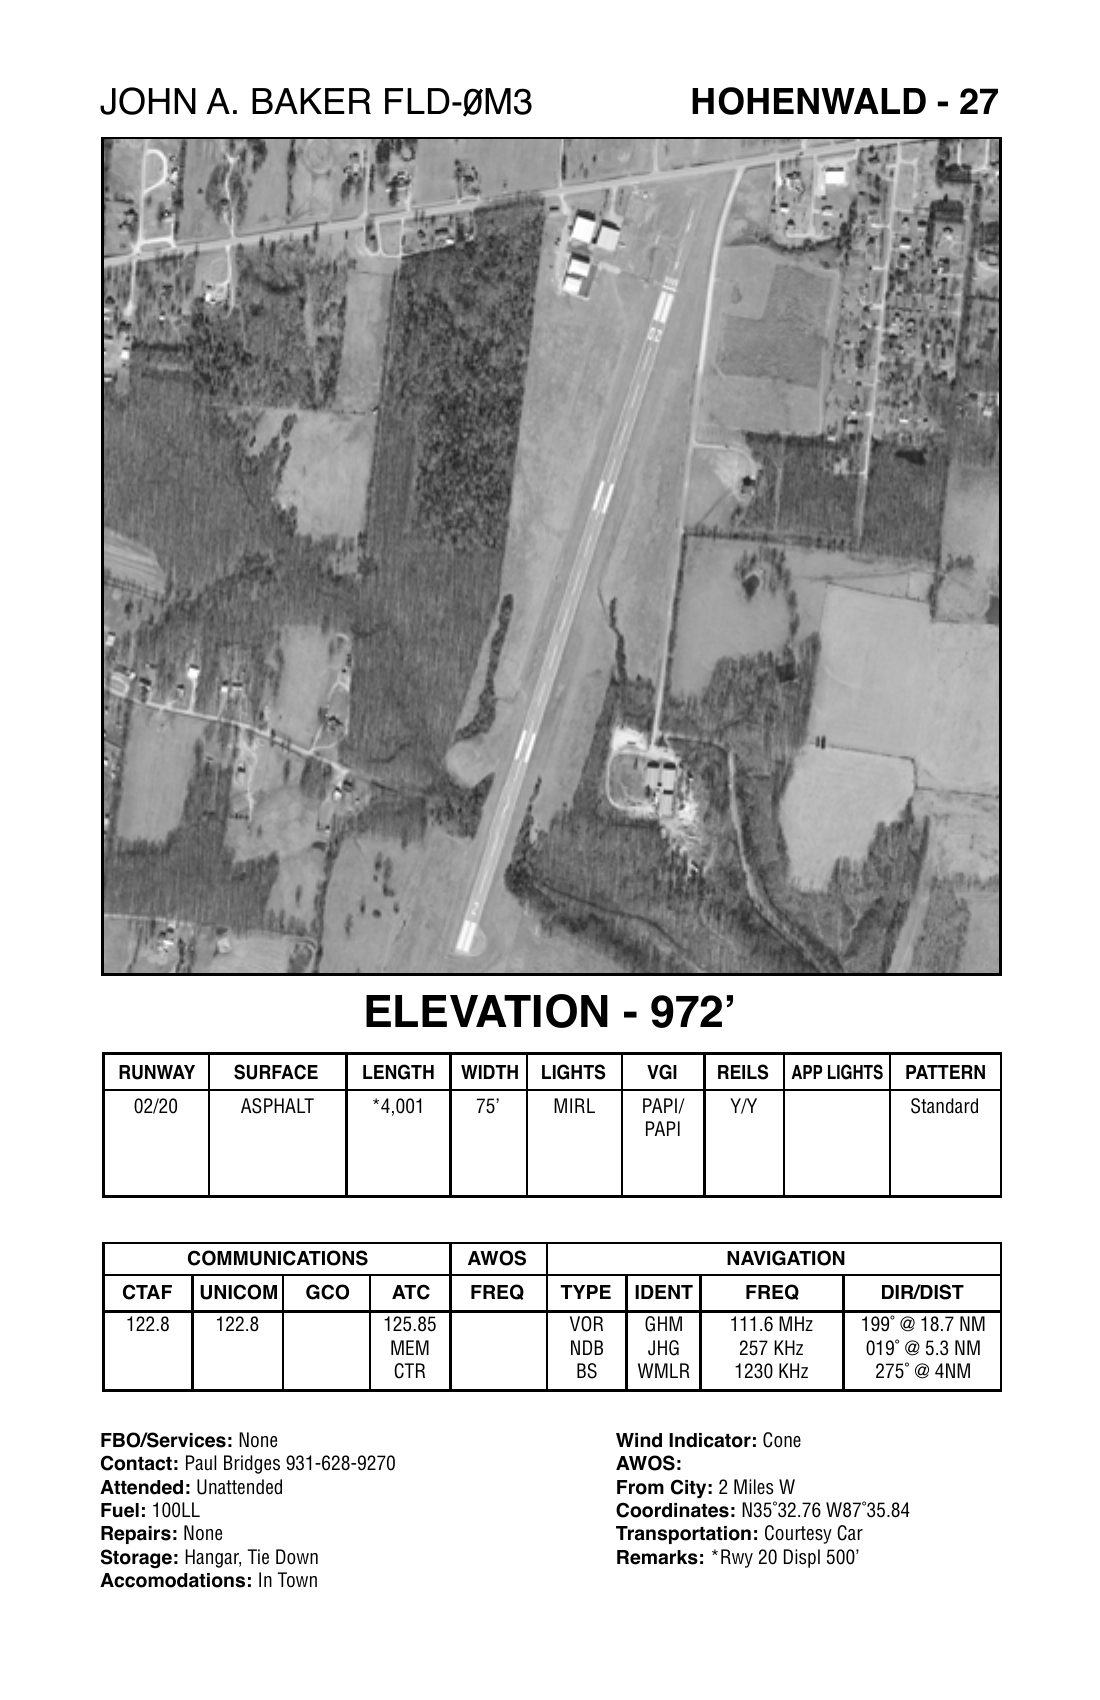 JOHN A. BAKER FLD-ØM3
HOHENWALD - 27
20
2
ELEVATION - 972’
RUNWAY SURFACE LENGTH WIDTH LIGHTS VGI REILS APP LIGHTS PATTERN
02/20 ASPHALT *4,001 75’ MIRL PAPI/ Y/Y Standard
PAPI
COMMUNICATIONS AWOS NAVIGATION
CTAF UNICOM GCO ATC FREQ TYPE IDENT FREQ DIR/DIST
122.8 122.8 125.85 VOR GHM 111.6 MHz 199˚ @ 18.7 NM
MEM NDB JHG 257 KHz 019˚ @ 5.3 NM
CTR BS WMLR 1230 KHz 275˚ @ 4NM
FBO/Services: None
Contact: Paul Bridges 931-628-9270
Attended: Unattended
Fuel: 100LL
Repairs: None
Storage: Hangar, Tie Down
Accomodations: In Town
Wind Indicator: Cone
AWOS:
From City: 2 Miles W
Coordinates: N35˚32.76 W87˚35.84
Transportation: Courtesy Car
Remarks: *Rwy 20 Displ 500’